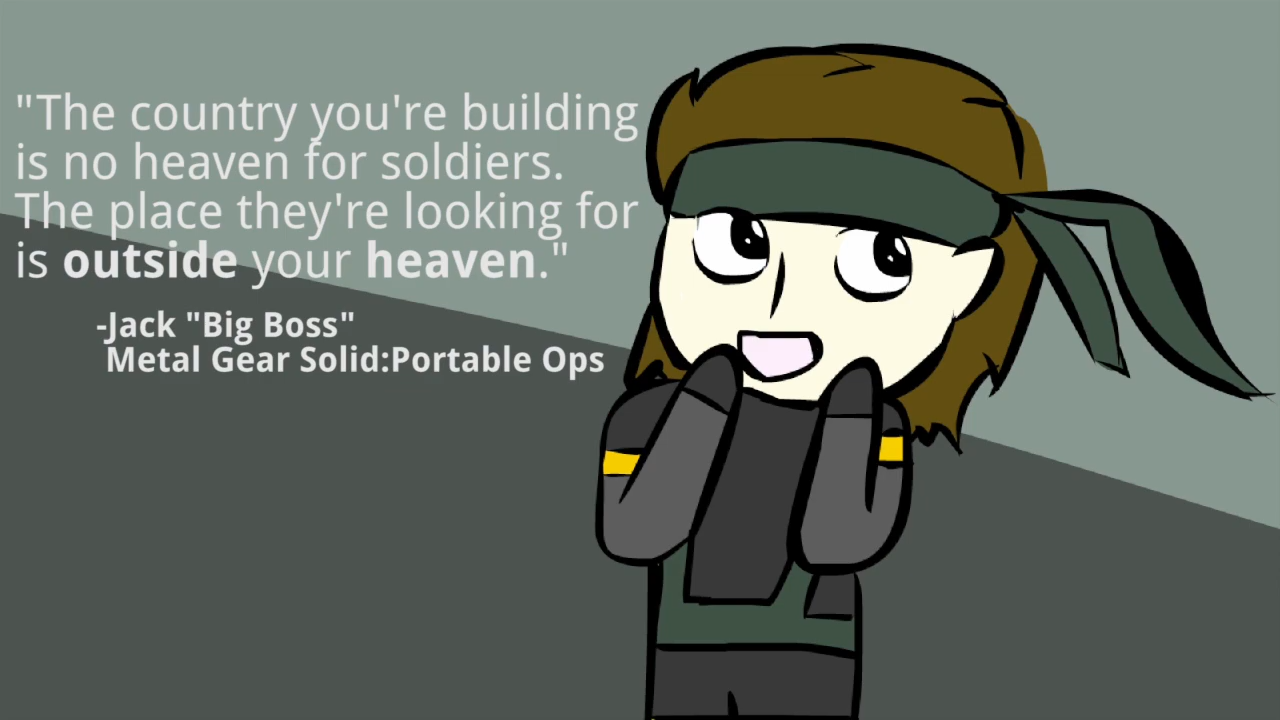 "The country you're building
is no heaven for soldiers.
The place they're looking for
is outside your heaven."
-Jack "Big Boss"
Metal Gear Solid:Portable Ops